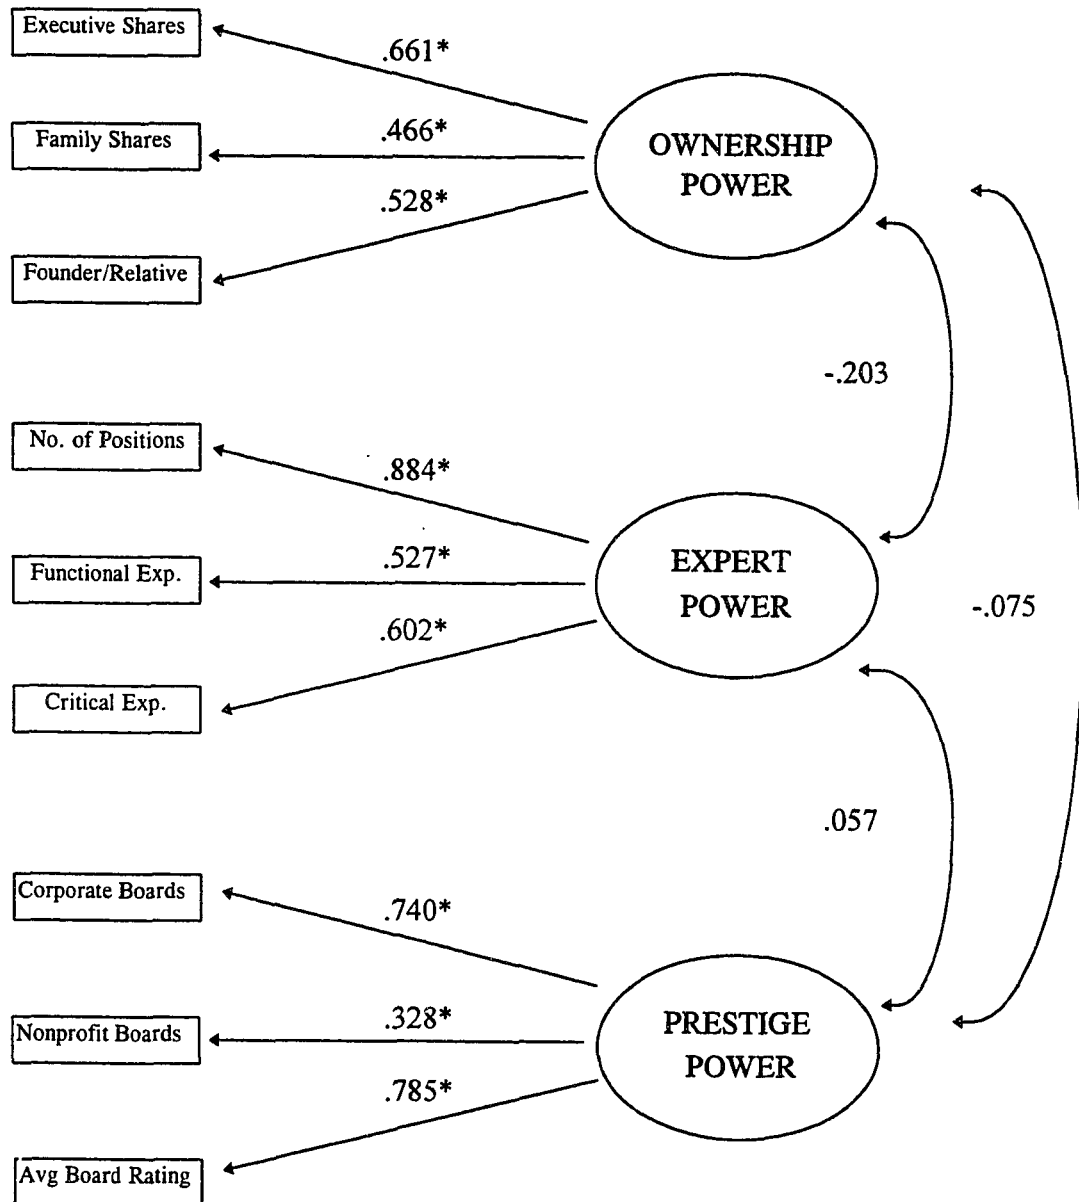 Executive Shares
.661*
Family Shares
.466*
OWNERSHIP
POWER
.528*
Founder/Relative
-.203
No. of Positions
.884*
Functional Exp.
.527*
EXPERT
POWER
-.075
.602*
Critical Exp.
.057
Corporate Boards
.740*
Nonprofit Boards
.328*
PRESTIGE
POWER
.785*
Avg Board Rating